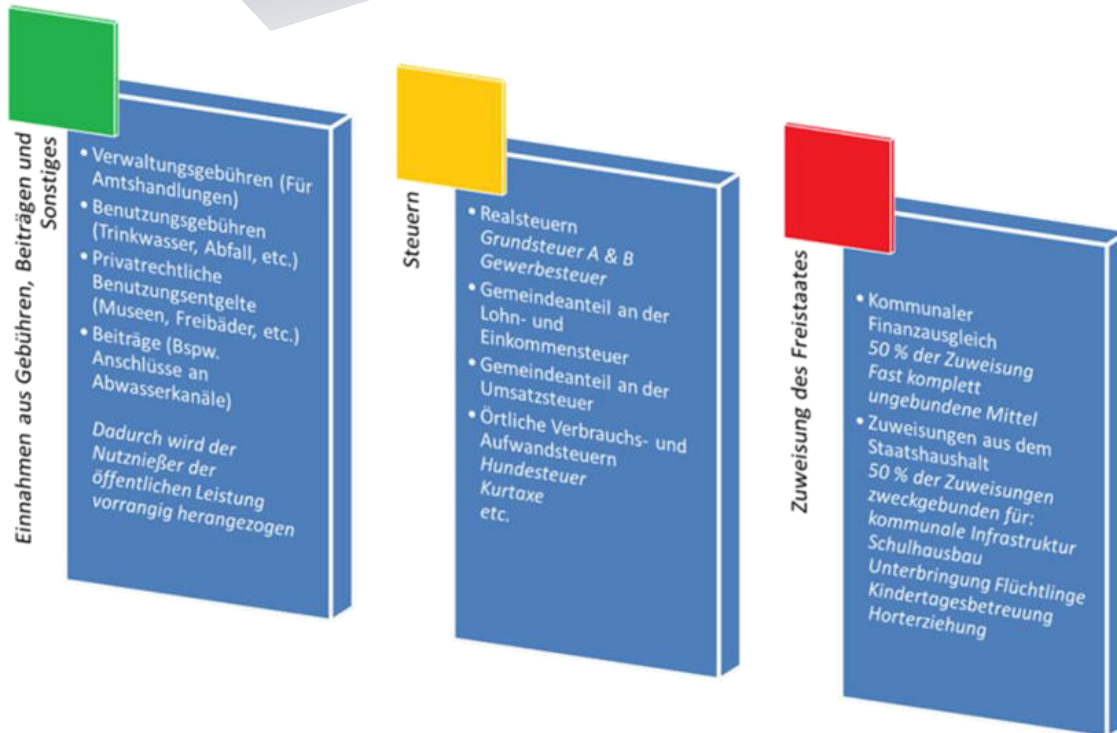 Einnahmen aus Gebühren, Beiträgen und
Sonstiges
• Verwaltungsgebühren (Für
Amtshandlungen)
• Benutzungsgebühren
(Trinkwasser, Abfall, etc.)
• Privatrechtliche
Benutzungsentgelte
(Museen, Freibäder, etc.)
• Beiträge (Bspw.
Anschlüsse an
Abwasserkanäle)
Dadurch wird der
Nutznießer der
öffentlichen Leistung
vorrangig herangezogen
Steuern
• Realsteuern
Grundsteuer A & B
Gewerbesteuer
• Gemeindeanteil an der
Lohn- und
Einkommensteuer
• Gemeindeanteil an der
Umsatzsteuer
• Örtliche Verbrauchs- und
Aufwandsteuern
Hundesteuer
Kurtaxe
etc.
Zuweisung des Freistaates
• Kommunaler
Finanzausgleich
50 % der Zuweisung
Fast komplett
ungebundene Mittel
• Zuweisungen aus dem
Staatshaushalt
50 % der Zuweisungen
zweckgebunden für:
kommunale Infrastruktur
Schulhausbau
Unterbringung Flüchtlinge
Kindertagesbetreuung
Horterziehung